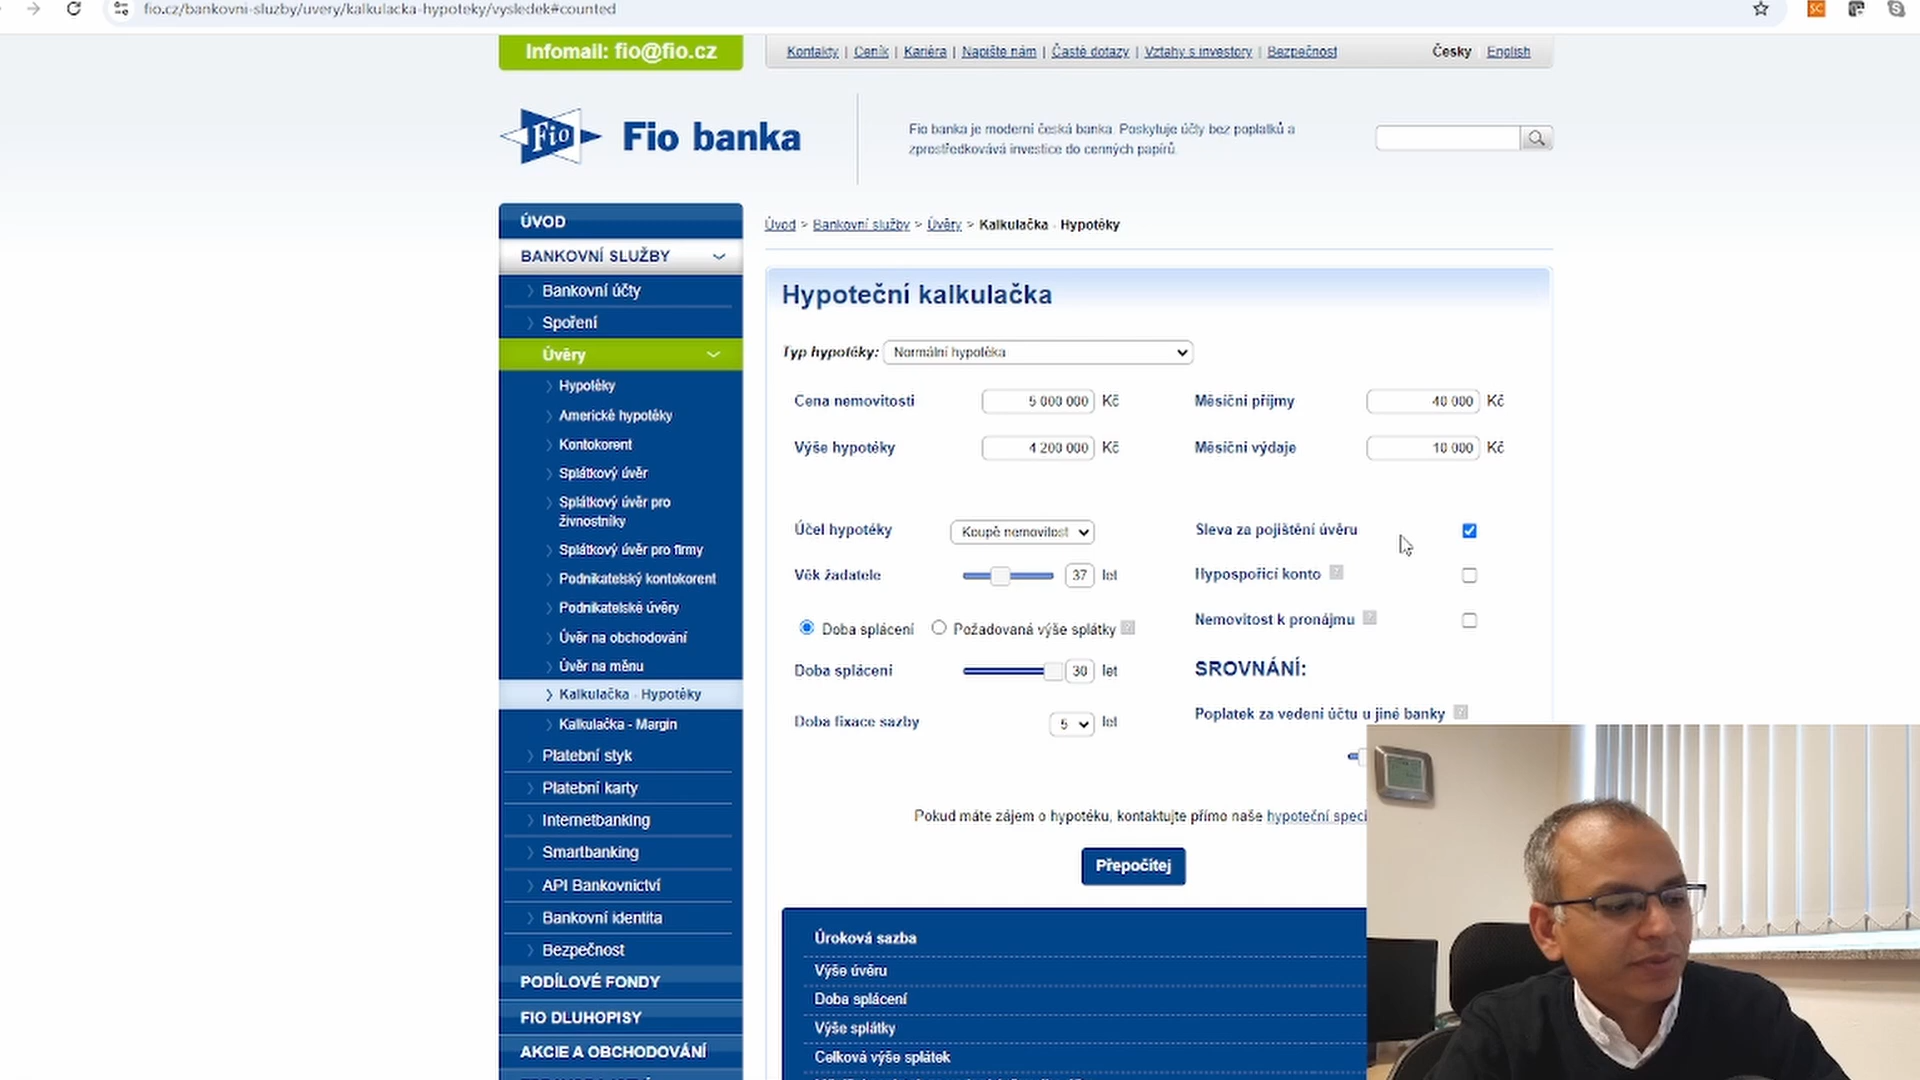 fio.cz/bankovni-sluzby/uvery/kalkulacka-hypoteky/vysledek#counted
Infomail: fio@fio.cz
Kontakty | Ceník | Kariéra | Napište nám | Časté dotazy | Vztahy s investory | Bezpečnost
Česky | English
Fio
Fio banka
Fio banka je moderní česká banka. Poskytuje účty bez poplatků a
zprostředkovává investice do cenných papírů.
ÚVOD
BANKOVNÍ SLUŽBY
Bankovní účty
Spoření
Úvěry
Hypotéky
Americké hypotéky
Kontokorent
Splátkový úvěr
Splátkový úvěr pro
živnostníky
Splátkový úvěr pro firmy
Podnikatelský kontokorent
Podnikatelské úvěry
Úvěr na obchodování
Úvěr na měnu
Kalkulačka - Hypotéky
Kalkulačka - Margin
Platební styk
Platební karty
Internetbanking
Smartbanking
API Bankovnictví
Bankovní identita
Bezpečnost
PODÍLOVÉ FONDY
FIO DLUHOPISY
AKCIE A OBCHODOVÁNÍ
Úvod > Bankovní služby > Úvěry > Kalkulačka - Hypotéky
Hypoteční kalkulačka
Typ hypotéky: Normální hypotéka
Cena nemovitosti 5 000 000 Kč
Měsíční příjmy 40 000 Kč
Výše hypotéky 4 200 000 Kč
Měsíční výdaje 10 000 Kč
Účel hypotéky Koupě nemovitost
Sleva za pojištění úvěru
Věk žadatele 37 let
Hypospořicí konto ?
Nemovitost k pronájmu ?
Doba splácení Požadovaná výše splátky ?
Doba splácení 30 let
SROVNÁNÍ:
Doba fixace sazby 5 let
Poplatek za vedení účtu u jiné banky ?
Pokud máte zájem o hypotéku, kontaktujte přímo naše hypoteční speci
Přepočítej
Úroková sazba
Výše úvěru
Doba splácení
Výše splátky
Celková výše splátek